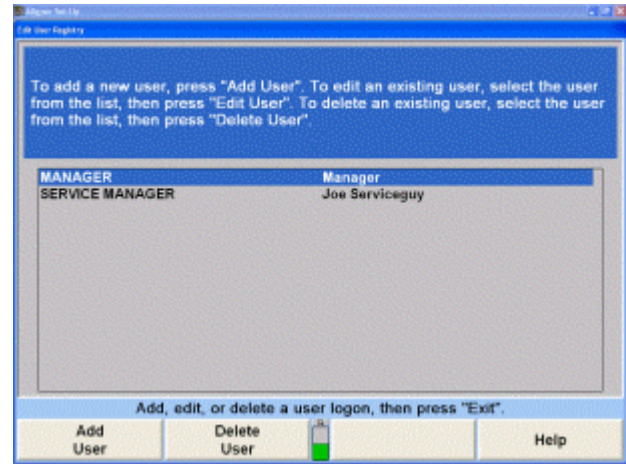 Aligner Set Up
Edit User Registry
To add a new user, press "Add User". To edit an existing user, select the user
from the list, then press "Edit User". To delete an existing user, select the user
from the list, then press "Delete User".
MANAGER Manager
SERVICE MANAGER Joe Serviceguy
Add, edit, or delete a user logon, then press "Exit".
Add
User
Delete
User
Help